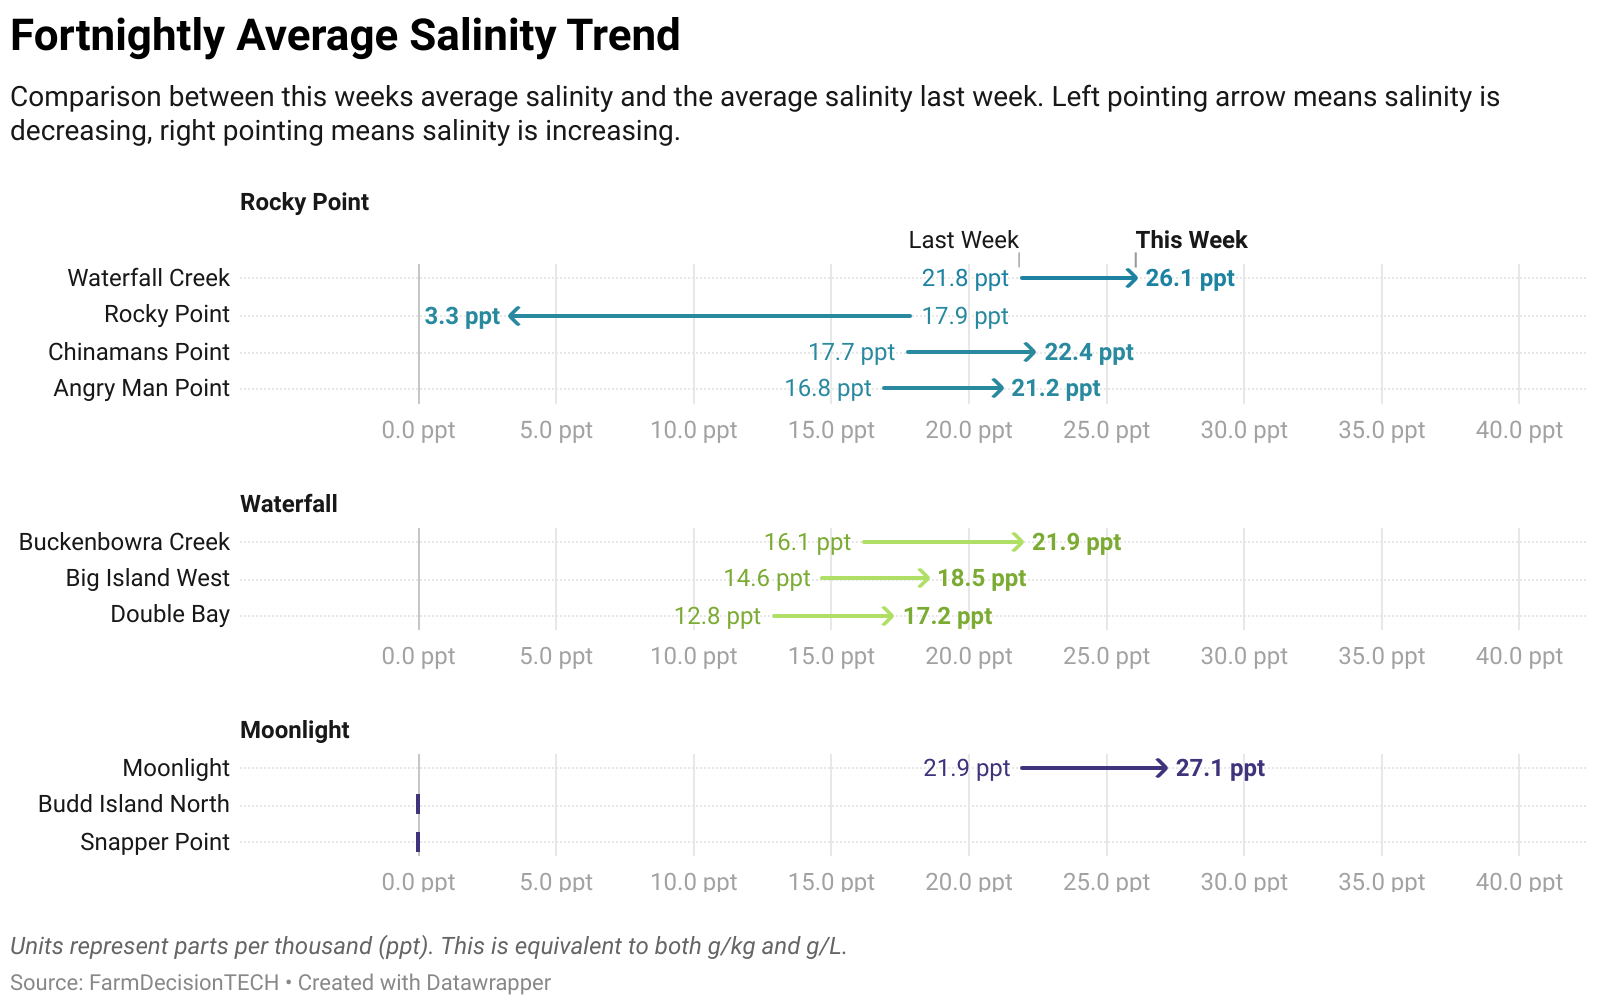 Fortnightly Average Salinity Trend
Comparison between this weeks average salinity and the average salinity last week. Left pointing arrow means salinity is
decreasing, right pointing means salinity is increasing.
Rocky Point
Last Week This Week
Waterfall Creek 21.8 ppt 26.1 ppt
Rocky Point 3.3 ppt 17.9 ppt
Chinamans Point 17.7 ppt 22.4 ppt
Angry Man Point 16.8 ppt 21.2 ppt
0.0 ppt 5.0 ppt 10.0 ppt 15.0 ppt 20.0 ppt 25.0 ppt 30.0 ppt 35.0 ppt 40.0 ppt
Waterfall
Buckenbowra Creek 16.1 ppt 21.9 ppt
Big Island West 14.6 ppt 18.5 ppt
Double Bay 12.8 ppt 17.2 ppt
0.0 ppt 5.0 ppt 10.0 ppt 15.0 ppt 20.0 ppt 25.0 ppt 30.0 ppt 35.0 ppt 40.0 ppt
Moonlight
Moonlight 21.9 ppt 27.1 ppt
Budd Island North
Snapper Point
0.0 ppt 5.0 ppt 10.0 ppt 15.0 ppt 20.0 ppt 25.0 ppt 30.0 ppt 35.0 ppt 40.0 ppt
Units represent parts per thousand (ppt). This is equivalent to both g/kg and g/L.
Source: FarmDecisionTECH • Created with Datawrapper